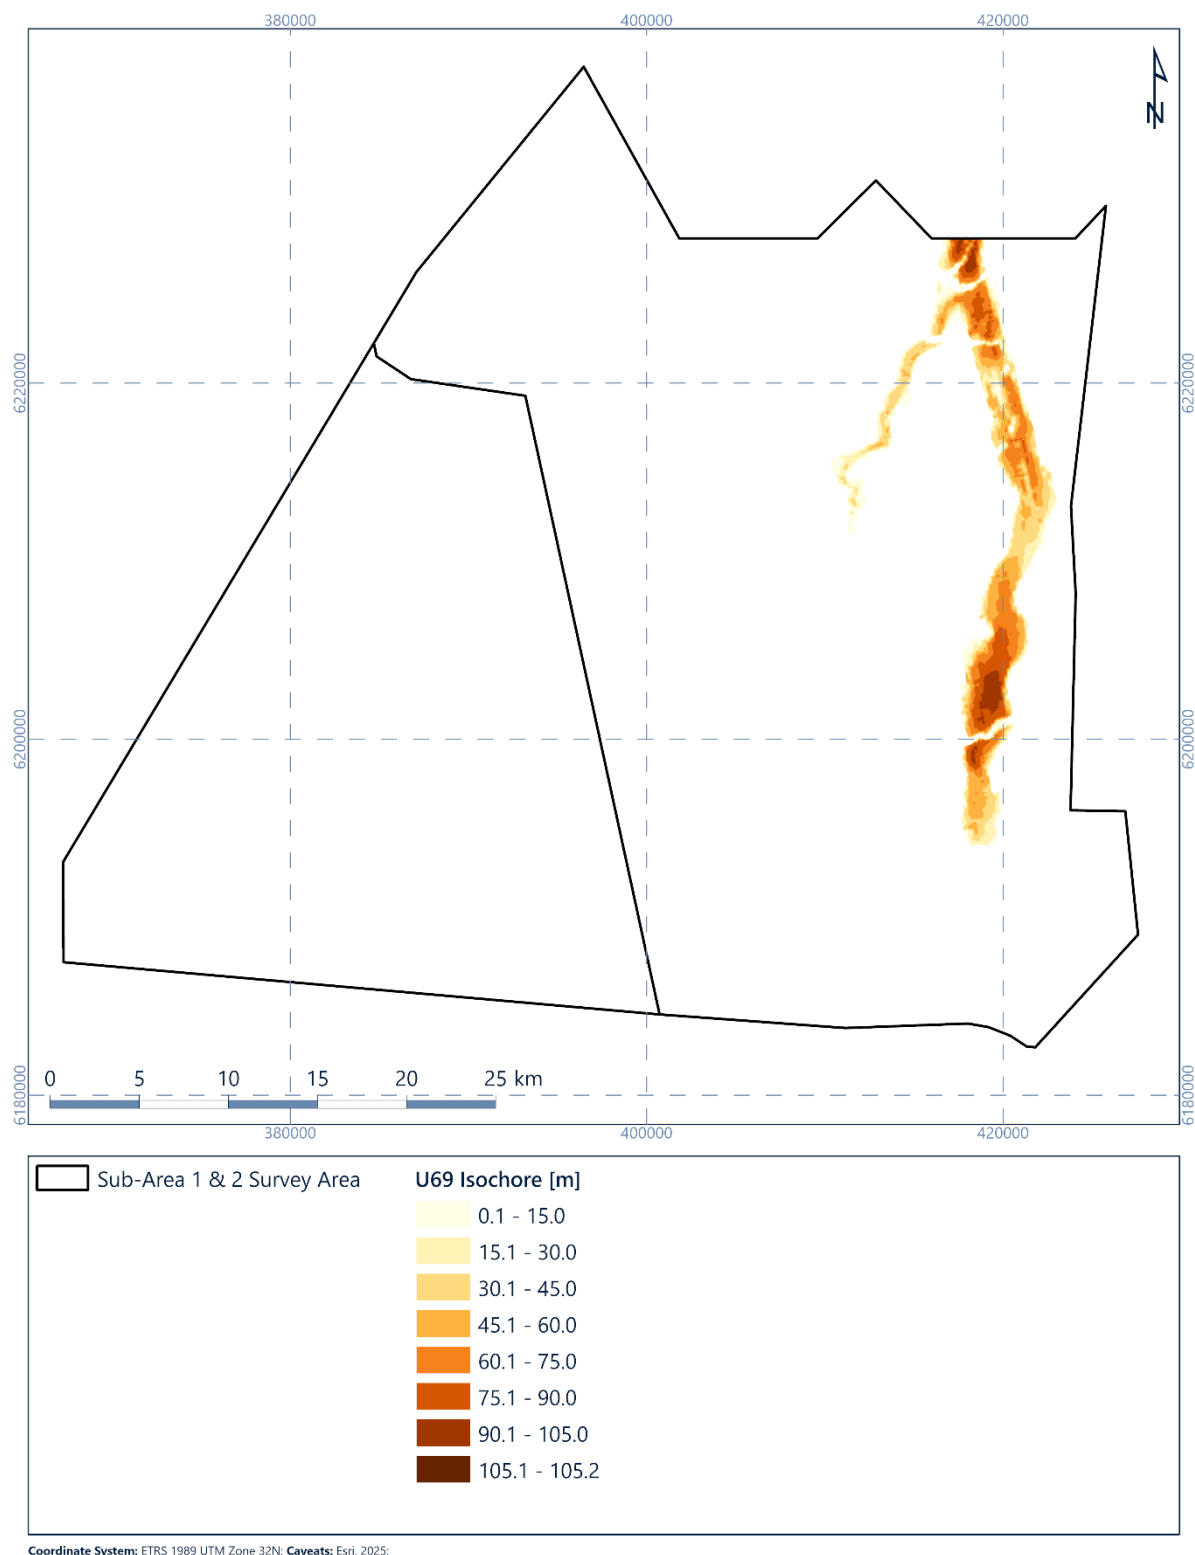 380000 400000 420000
N
6220000 6220000
6200000 6200000
0 5 10 15 20 25 km
6180000 6180000
380000 400000 420000
Sub-Area 1 & 2 Survey Area
U69 Isochore [m]
0.1 - 15.0
15.1 - 30.0
30.1 - 45.0
45.1 - 60.0
60.1 - 75.0
75.1 - 90.0
90.1 - 105.0
105.1 - 105.2
Coordinate System: ETRS 1989 UTM Zone 32N; Caveats: Esri, 2025;